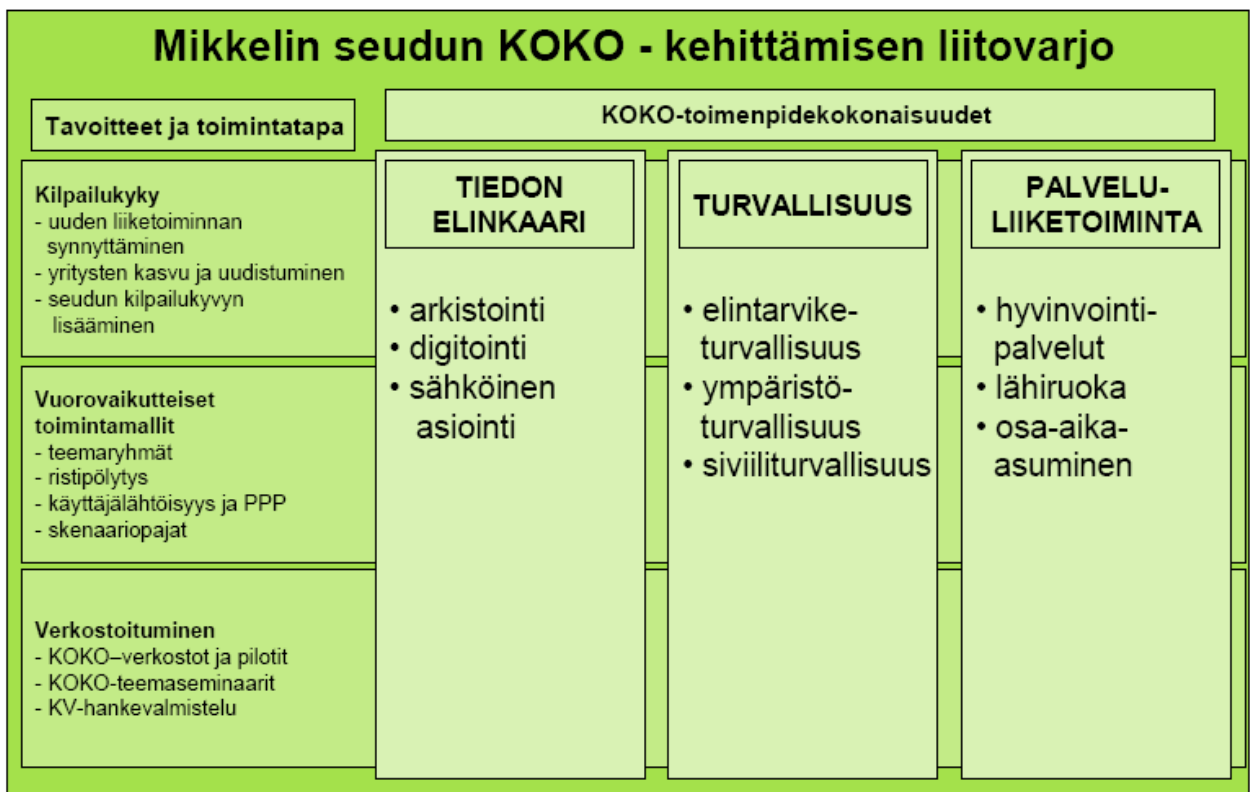 Mikkelin seudun KOKO - kehittämisen liitovarjo
Tavoitteet ja toimintatapa
KOKO-toimenpidekokonaisuudet
Kilpailukyky
- uuden liiketoiminnan
synnyttäminen
- yritysten kasvu ja uudistuminen
- seudun kilpailukyvyn
lisääminen
Vuorovaikutteiset
toimintamallit
- teemaryhmät
- ristipölytys
- käyttäjälähtöisyys ja PPP
- skenaariopajat
Verkostoituminen
- KOKO–verkostot ja pilotit
- KOKO-teemaseminaarit
- KV-hankevalmistelu
TIEDON
ELINKAARI
• arkistointi
• digitointi
• sähköinen
asiointi
TURVALLISUUS
• elintarvike-
turvallisuus
• ympäristö-
turvallisuus
• siviiliturvallisuus
PALVELU-
LIIKETOIMINTA
• hyvinvointi-
palvelut
• lähiruoka
• osa-aika-
asuminen